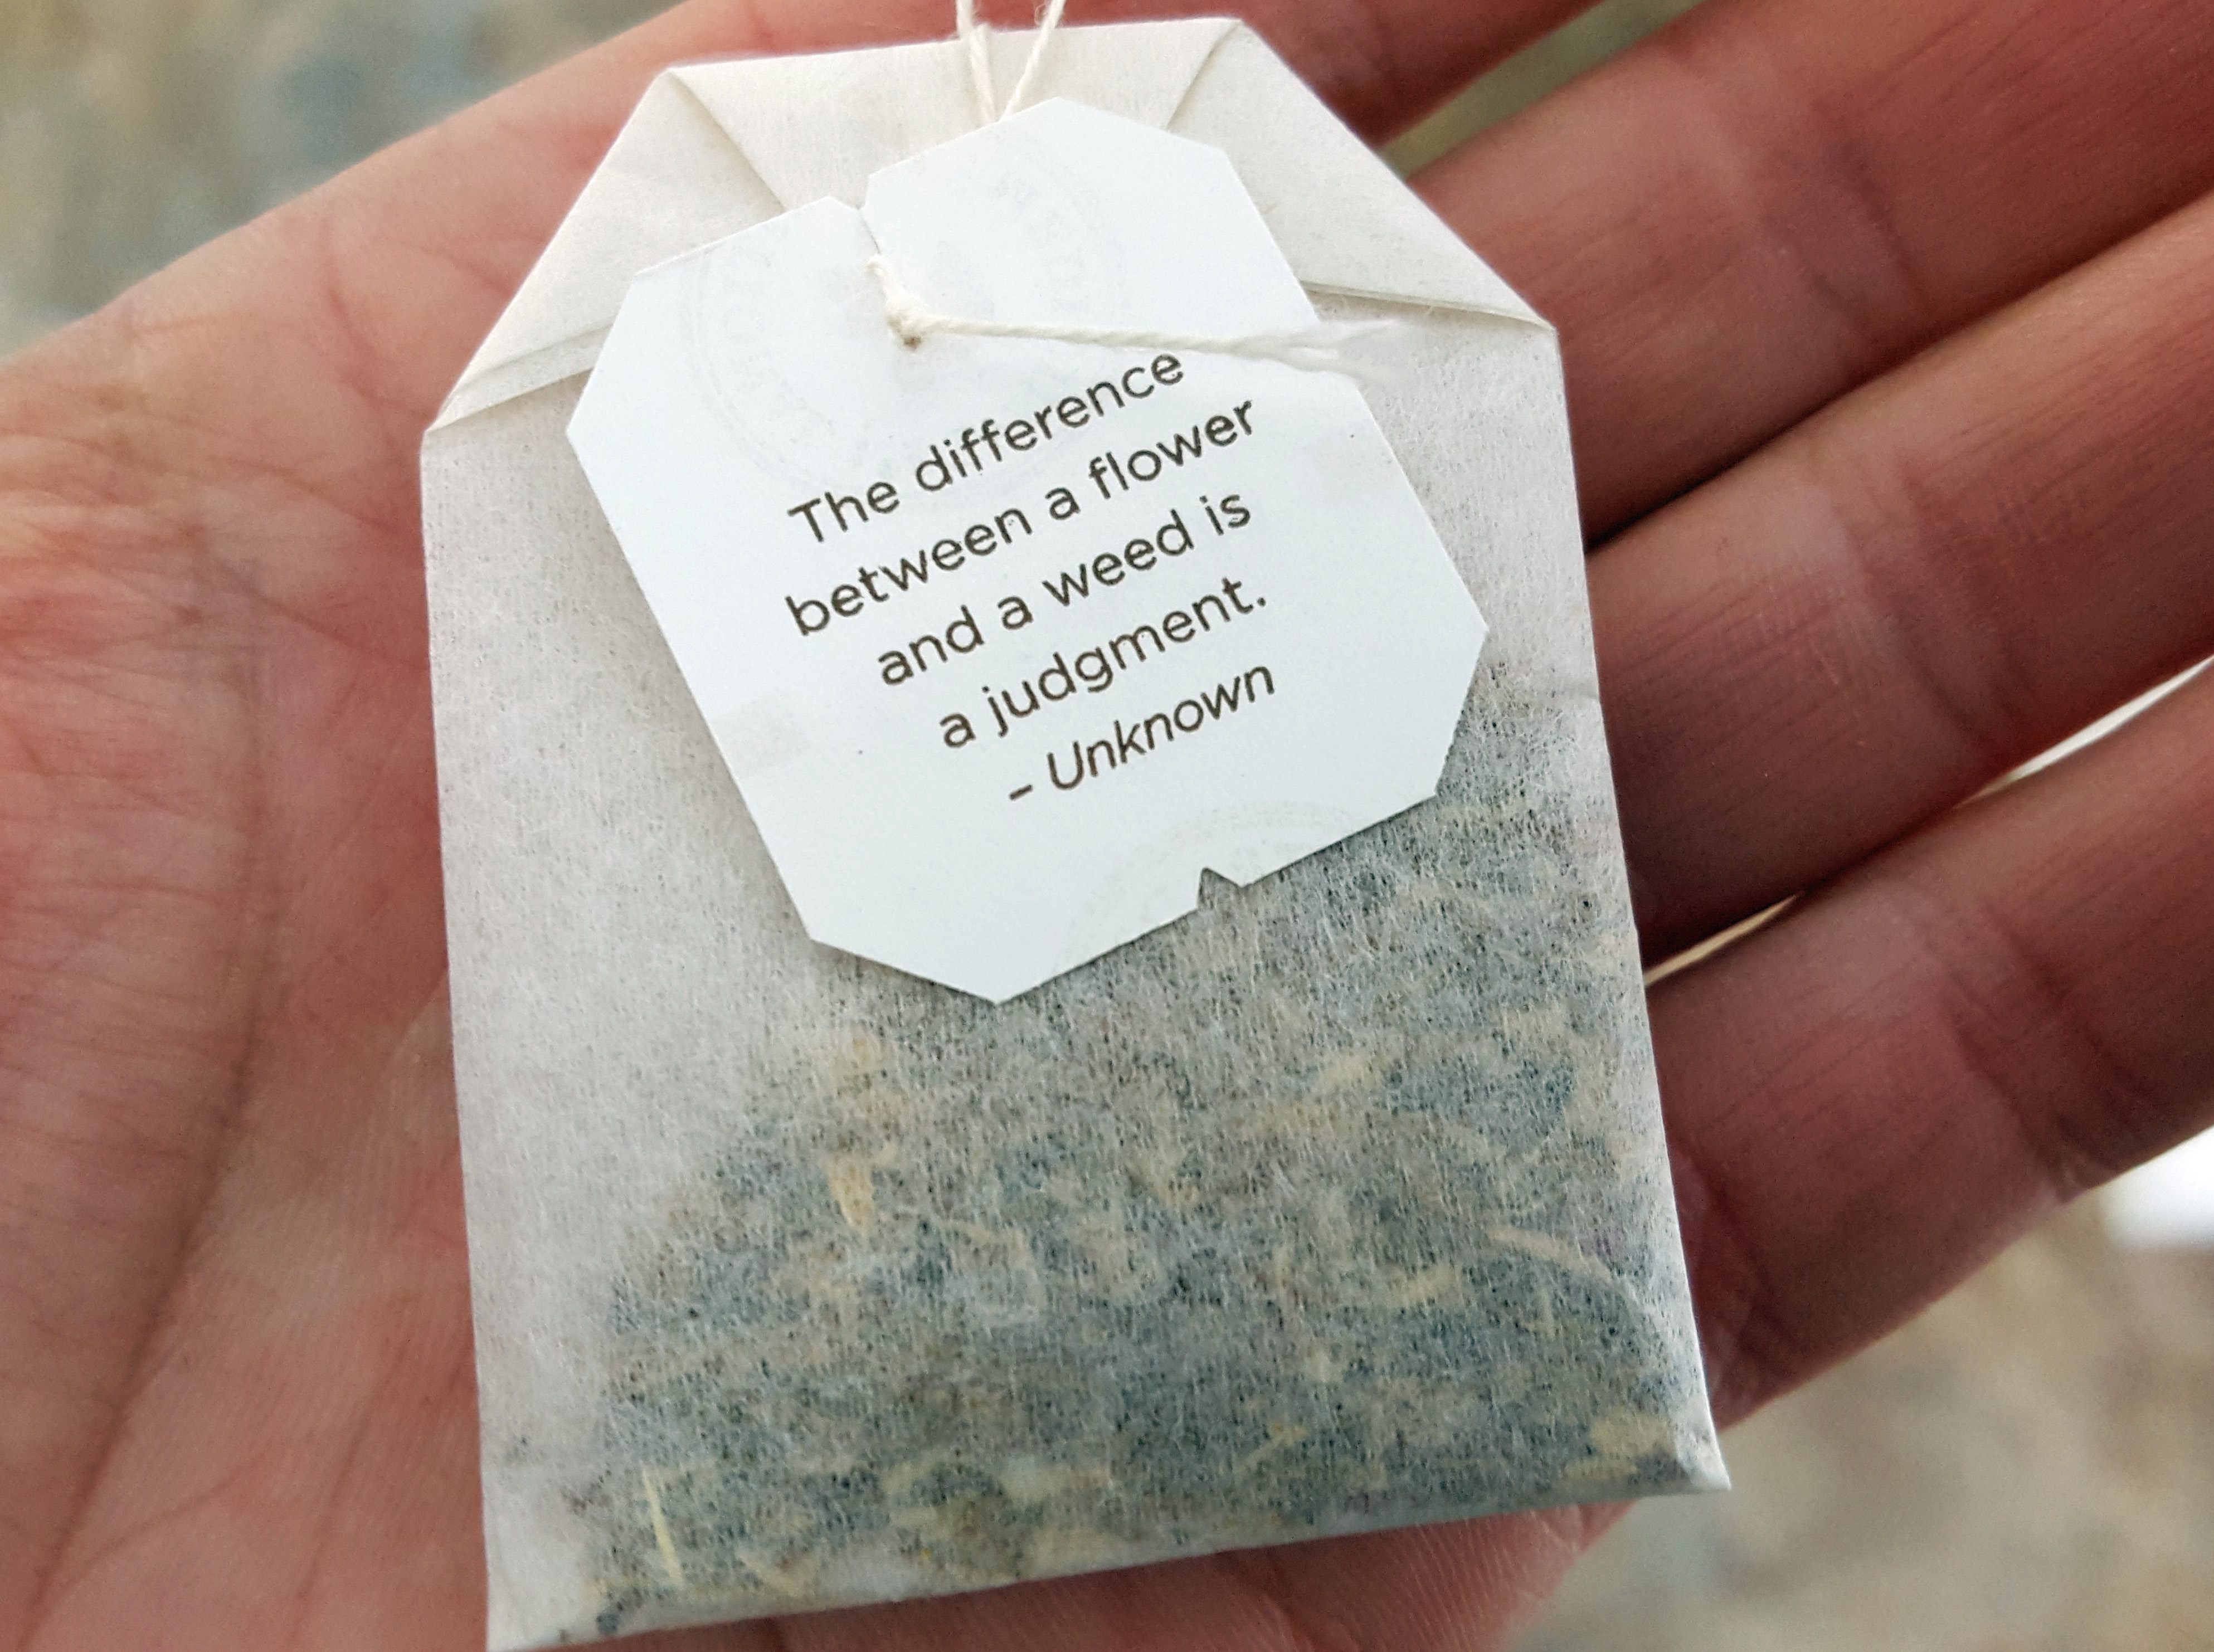 The difference
between a flower
and a weed is
a judgment.
- Unknown